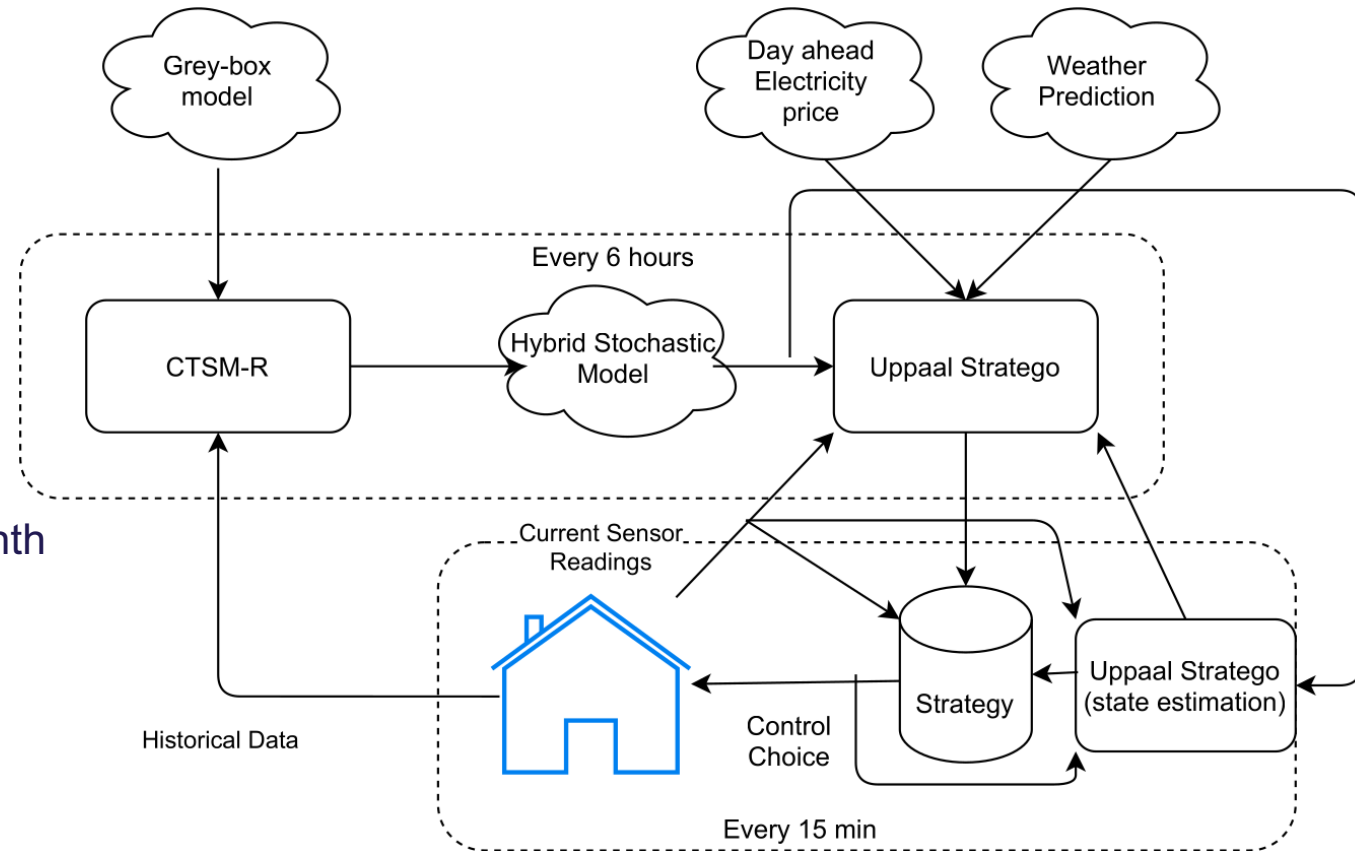 Grey-box
model
Day ahead
Electricity
price
Weather
Prediction
Every 6 hours
CTSM-R
Hybrid Stochastic
Model
Uppaal Stratego
nth
Current Sensor
Readings
Historical Data
Control
Choice
Strategy
Uppaal Stratego
(state estimation)
Every 15 min